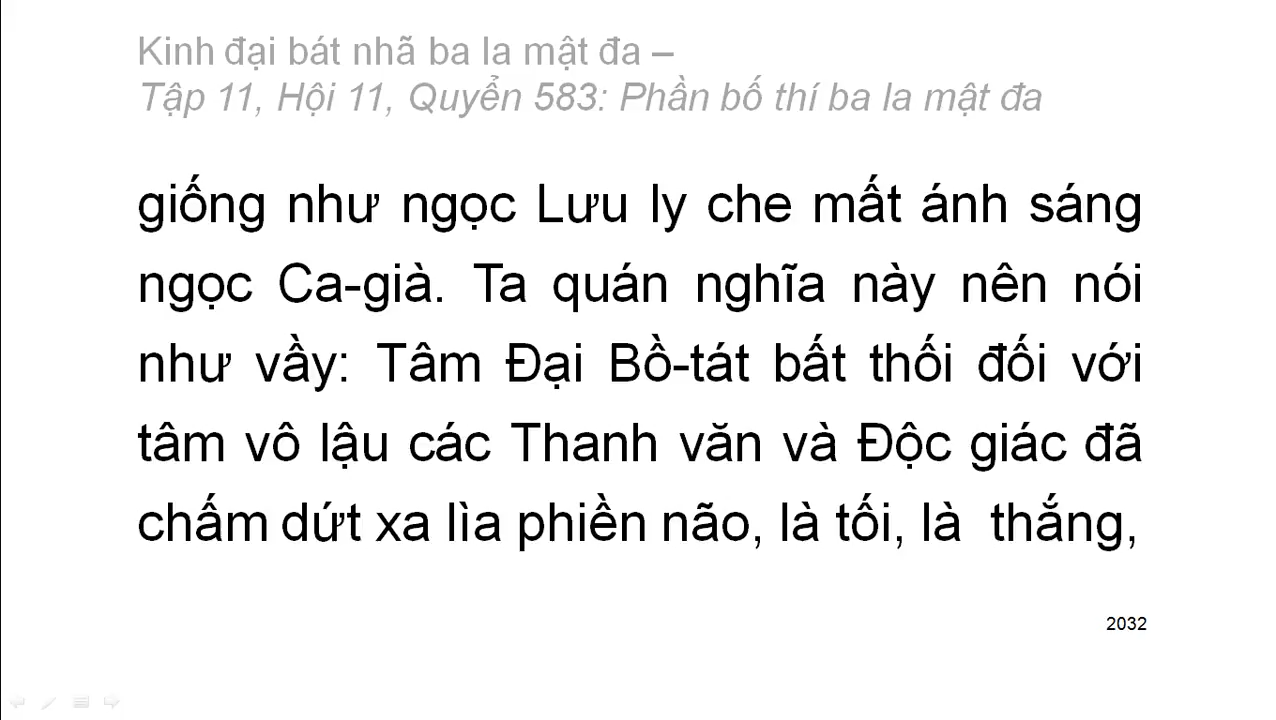 Kinh đại bát nhã ba la mật đa –
Tập 11, Hội 11, Quyển 583: Phần bố thí ba la mật đa
giống như ngọc Lưu ly che mất ánh sáng
ngọc Ca-già. Ta quán nghĩa này nên nói
như vầy: Tâm Đại Bồ-tát bất thối đối với
tâm vô lậu các Thanh văn và Độc giác đã
chấm dứt xa lìa phiền não, là tối, là thắng,
2032